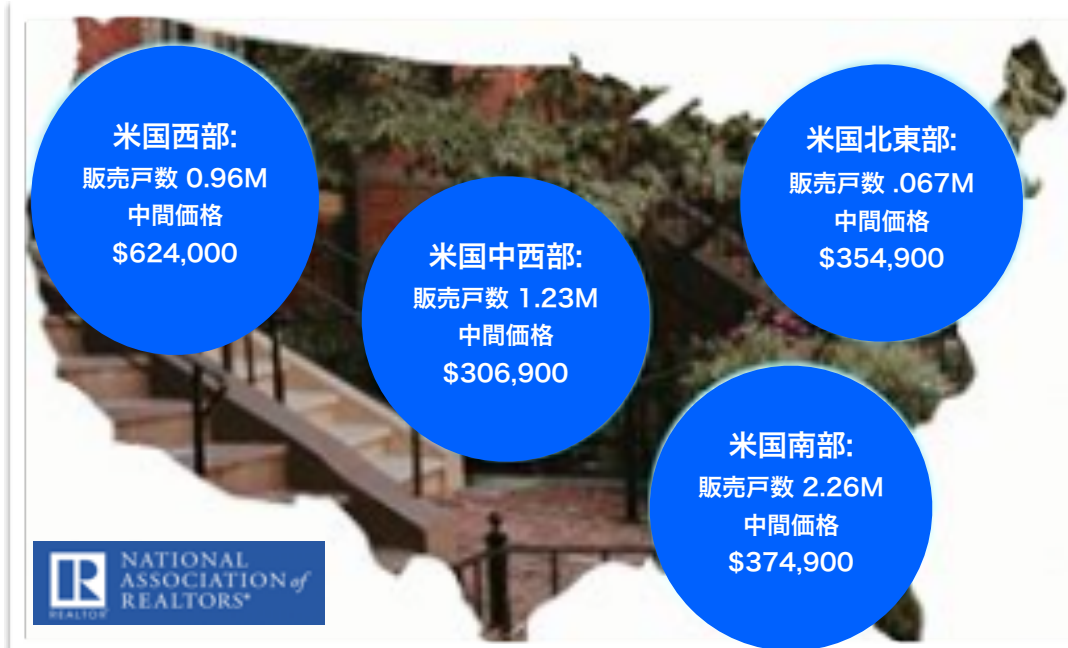 米国西部:
販売戸数 0.96M
中間価格
$624,000
米国北東部:
販売戸数 .067M
中間価格
$354,900
米国中西部:
販売戸数 1.23M
中間価格
$306,900
米国南部:
販売戸数 2.26M
中間価格
$374,900
NATIONAL
ASSOCIATION of
REALTORS®
REALTOR